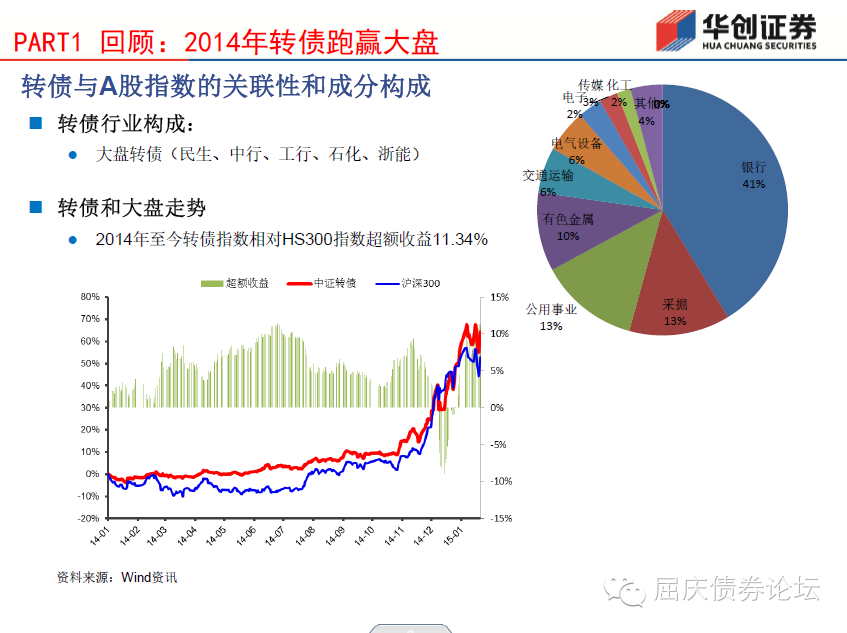 PART1 回顾：2014年转债跑赢大盘
华创证券
HUA CHUANG SECURITIES
转债与A股指数的关联性和成分构成
转债行业构成：
大盘转债（民生、中行、工行、石化、浙能）
转债和大盘走势
2014年至今转债指数相对HS300指数超额收益11.34%
传媒
3%
化工
2%
电子
2%
其他
4%
0%
电气设备
6%
交通运输
6%
有色金属
10%
公用事业
13%
采掘
13%
银行
41%
超额收益 中证转债 沪深300
80%
70%
60%
50%
40%
30%
20%
10%
0%
-10%
-20%
15%
10%
5%
0%
-5%
-10%
-15%
14-01 14-02 14-03 14-04 14-05 14-06 14-07 14-08 14-09 14-10 14-11 14-12 15-01
资料来源：Wind资讯
屈庆债券论坛